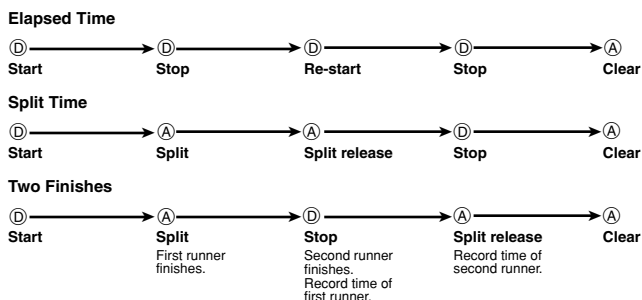 Elapsed Time
Ⓓ Ⓓ Ⓓ Ⓓ Ⓐ
Start Stop Re-start Stop Clear
Split Time
Ⓓ Ⓐ Ⓐ Ⓓ Ⓐ
Start Split Split release Stop Clear
Two Finishes
Ⓓ Ⓐ Ⓓ Ⓐ Ⓐ
Start Split Stop Split release Clear
First runner Second runner Record time of
finishes. finishes. second runner.
Record time of
first runner.